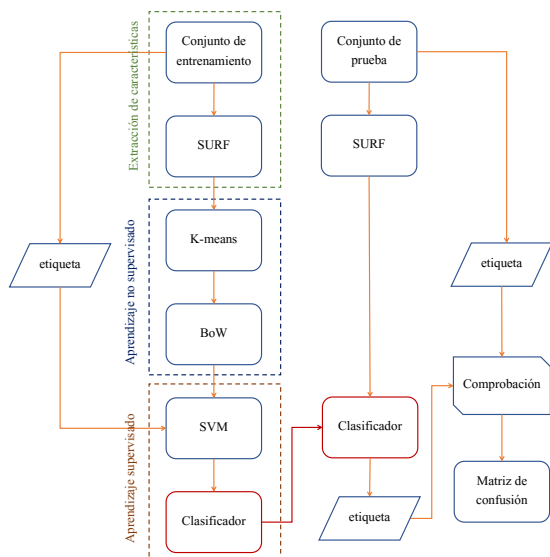 Extracción de características
Conjunto de
entrenamiento
SURF
Aprendizaje no supervisado
K-means
BoW
etiqueta
Aprendizaje supervisado
SVM
Clasificador
Conjunto de
prueba
SURF
Clasificador
etiqueta
etiqueta
Comprobación
Matriz de
confusión